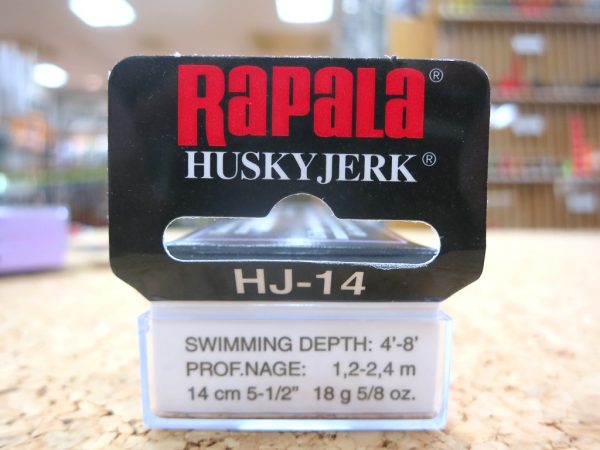 RAPALA®
HUSKY JERK®
HJ-14
SWIMMING DEPTH: 4'-8'
PROF.NAGE: 1,2-2,4 m
14 cm 5-1/2" 18 g 5/8 oz.